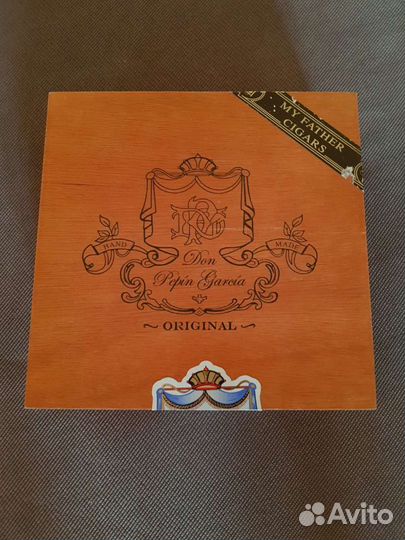 MY FATHER
CIGARS
HAND
MADE
Don
Pepín García
~ ORIGINAL ~
Avito